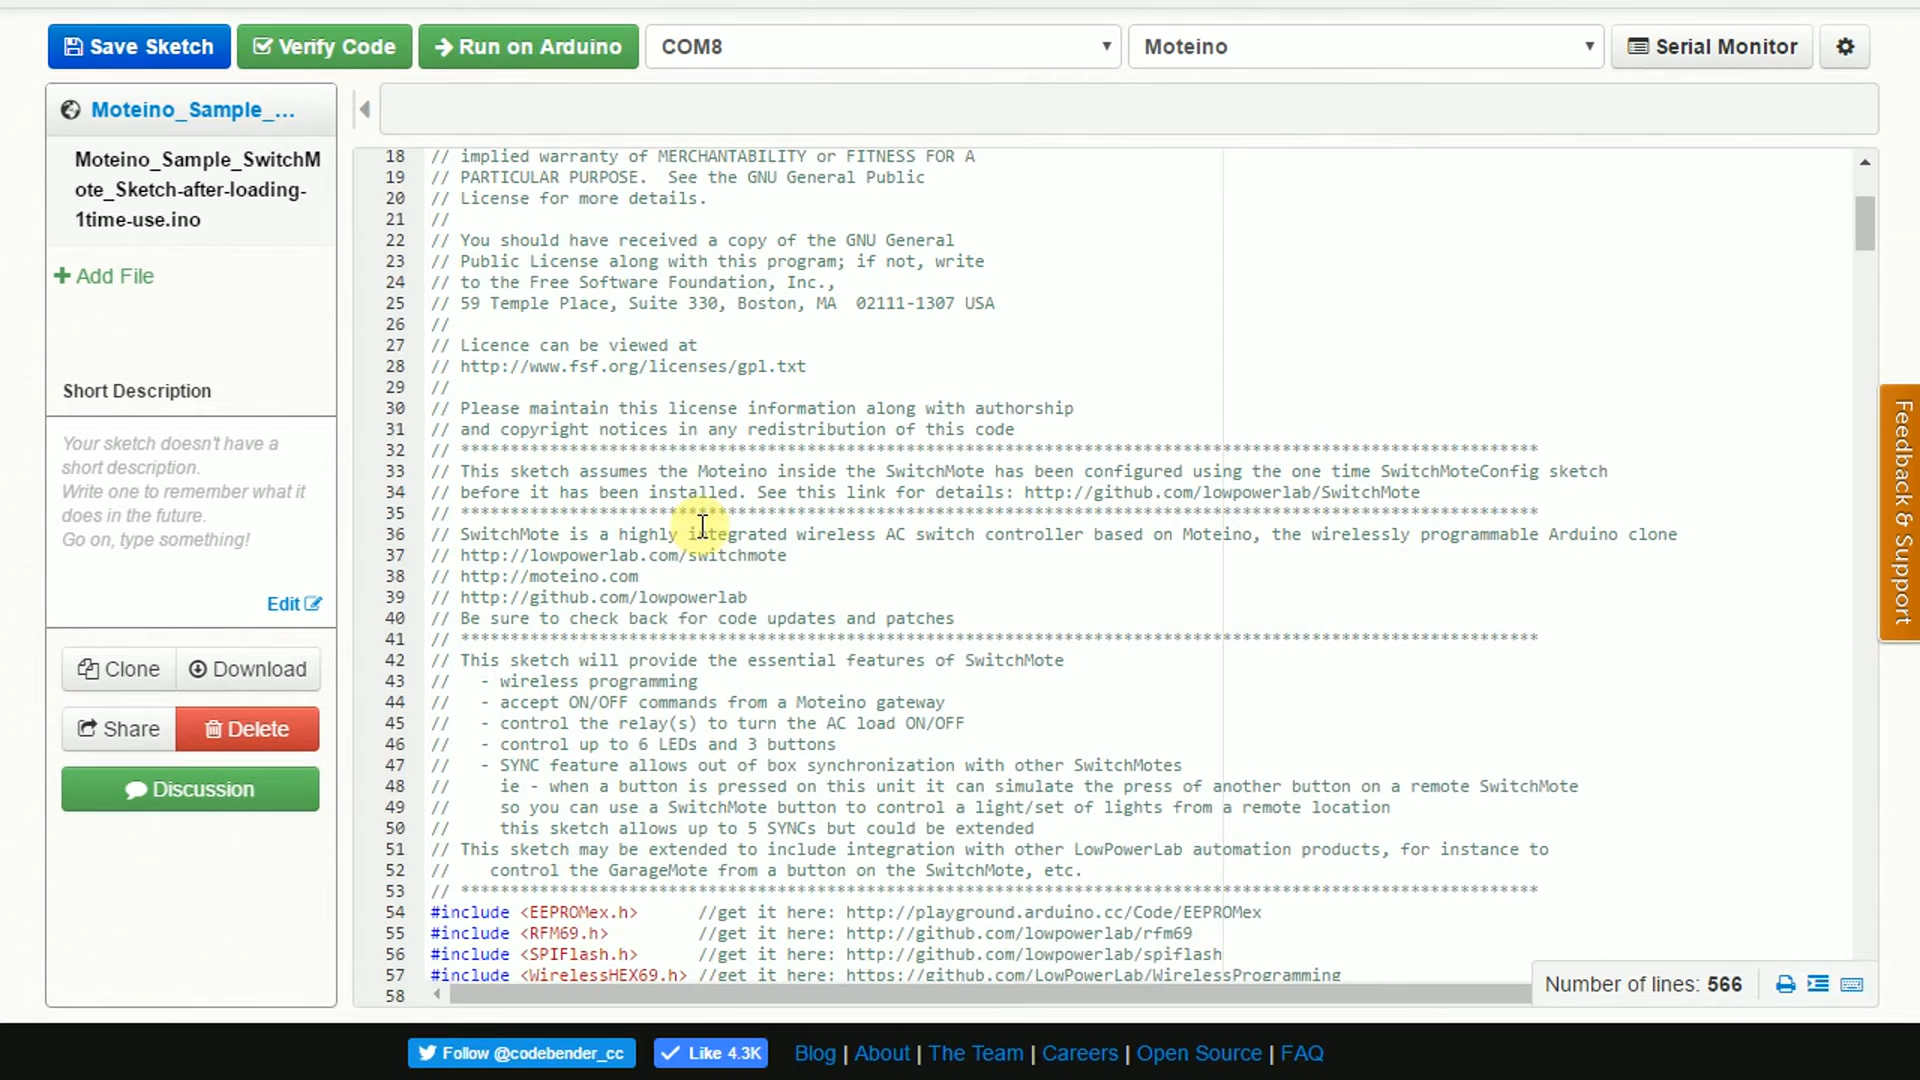 Save Sketch Verify Code Run on Arduino COM8 Moteino Serial Monitor
Moteino_Sample_...
Moteino_Sample_SwitchM
ote_Sketch-after-loading-
1time-use.ino
Add File
Short Description
Your sketch doesn't have a
short description.
Write one to remember what it
does in the future.
Go on, type something!
Edit
Clone Download
Share Delete
Discussion
18 // implied warranty of MERCHANTABILITY or FITNESS FOR A
19 // PARTICULAR PURPOSE.  See the GNU General Public
20 // License for more details.
21 //
22 // You should have received a copy of the GNU General
23 // Public License along with this program; if not, write
24 // to the Free Software Foundation, Inc.,
25 // 59 Temple Place, Suite 330, Boston, MA  02111-1307 USA
26 //
27 // Licence can be viewed at
28 // http://www.fsf.org/licenses/gpl.txt
29 //
30 // Please maintain this license information along with authorship
31 // and copyright notices in any redistribution of this code
32 // *************************************************************************************************************
33 // This sketch assumes the Moteino inside the SwitchMote has been configured using the one time SwitchMoteConfig sketch
34 // before it has been installed. See this link for details: http://github.com/lowpowerlab/SwitchMote
35 // *************************************************************************************************************
36 // SwitchMote is a highly integrated wireless AC switch controller based on Moteino, the wirelessly programmable Arduino clone
37 // http://lowpowerlab.com/switchmote
38 // http://moteino.com
39 // http://github.com/lowpowerlab
40 // Be sure to check back for code updates and patches
41 // *************************************************************************************************************
42 // This sketch will provide the essential features of SwitchMote
43 //   - wireless programming
44 //   - accept ON/OFF commands from a Moteino gateway
45 //   - control the relay(s) to turn the AC load ON/OFF
46 //   - control up to 6 LEDs and 3 buttons
47 //   - SYNC feature allows out of box synchronization with other SwitchMotes
48 //     ie - when a button is pressed on this unit it can simulate the press of another button on a remote SwitchMote
49 //     so you can use a SwitchMote button to control a light/set of lights from a remote location
50 //     this sketch allows up to 5 SYNCs but could be extended
51 // This sketch may be extended to include integration with other LowPowerLab automation products, for instance to
52 //    control the GarageMote from a button on the SwitchMote, etc.
53 // *************************************************************************************************************
54 #include <EEPROMex.h>      //get it here: http://playground.arduino.cc/Code/EEPROMex
55 #include <RFM69.h>         //get it here: http://github.com/lowpowerlab/rfm69
56 #include <SPIFlash.h>      //get it here: http://github.com/lowpowerlab/spiflash
57 #include <WirelessHEX69.h> //get it here: https://github.com/LowPowerLab/WirelessProgramming
58
Number of lines: 566
Feedback & Support
Follow @codebender_cc Like 4.3K Blog | About | The Team | Careers | Open Source | FAQ